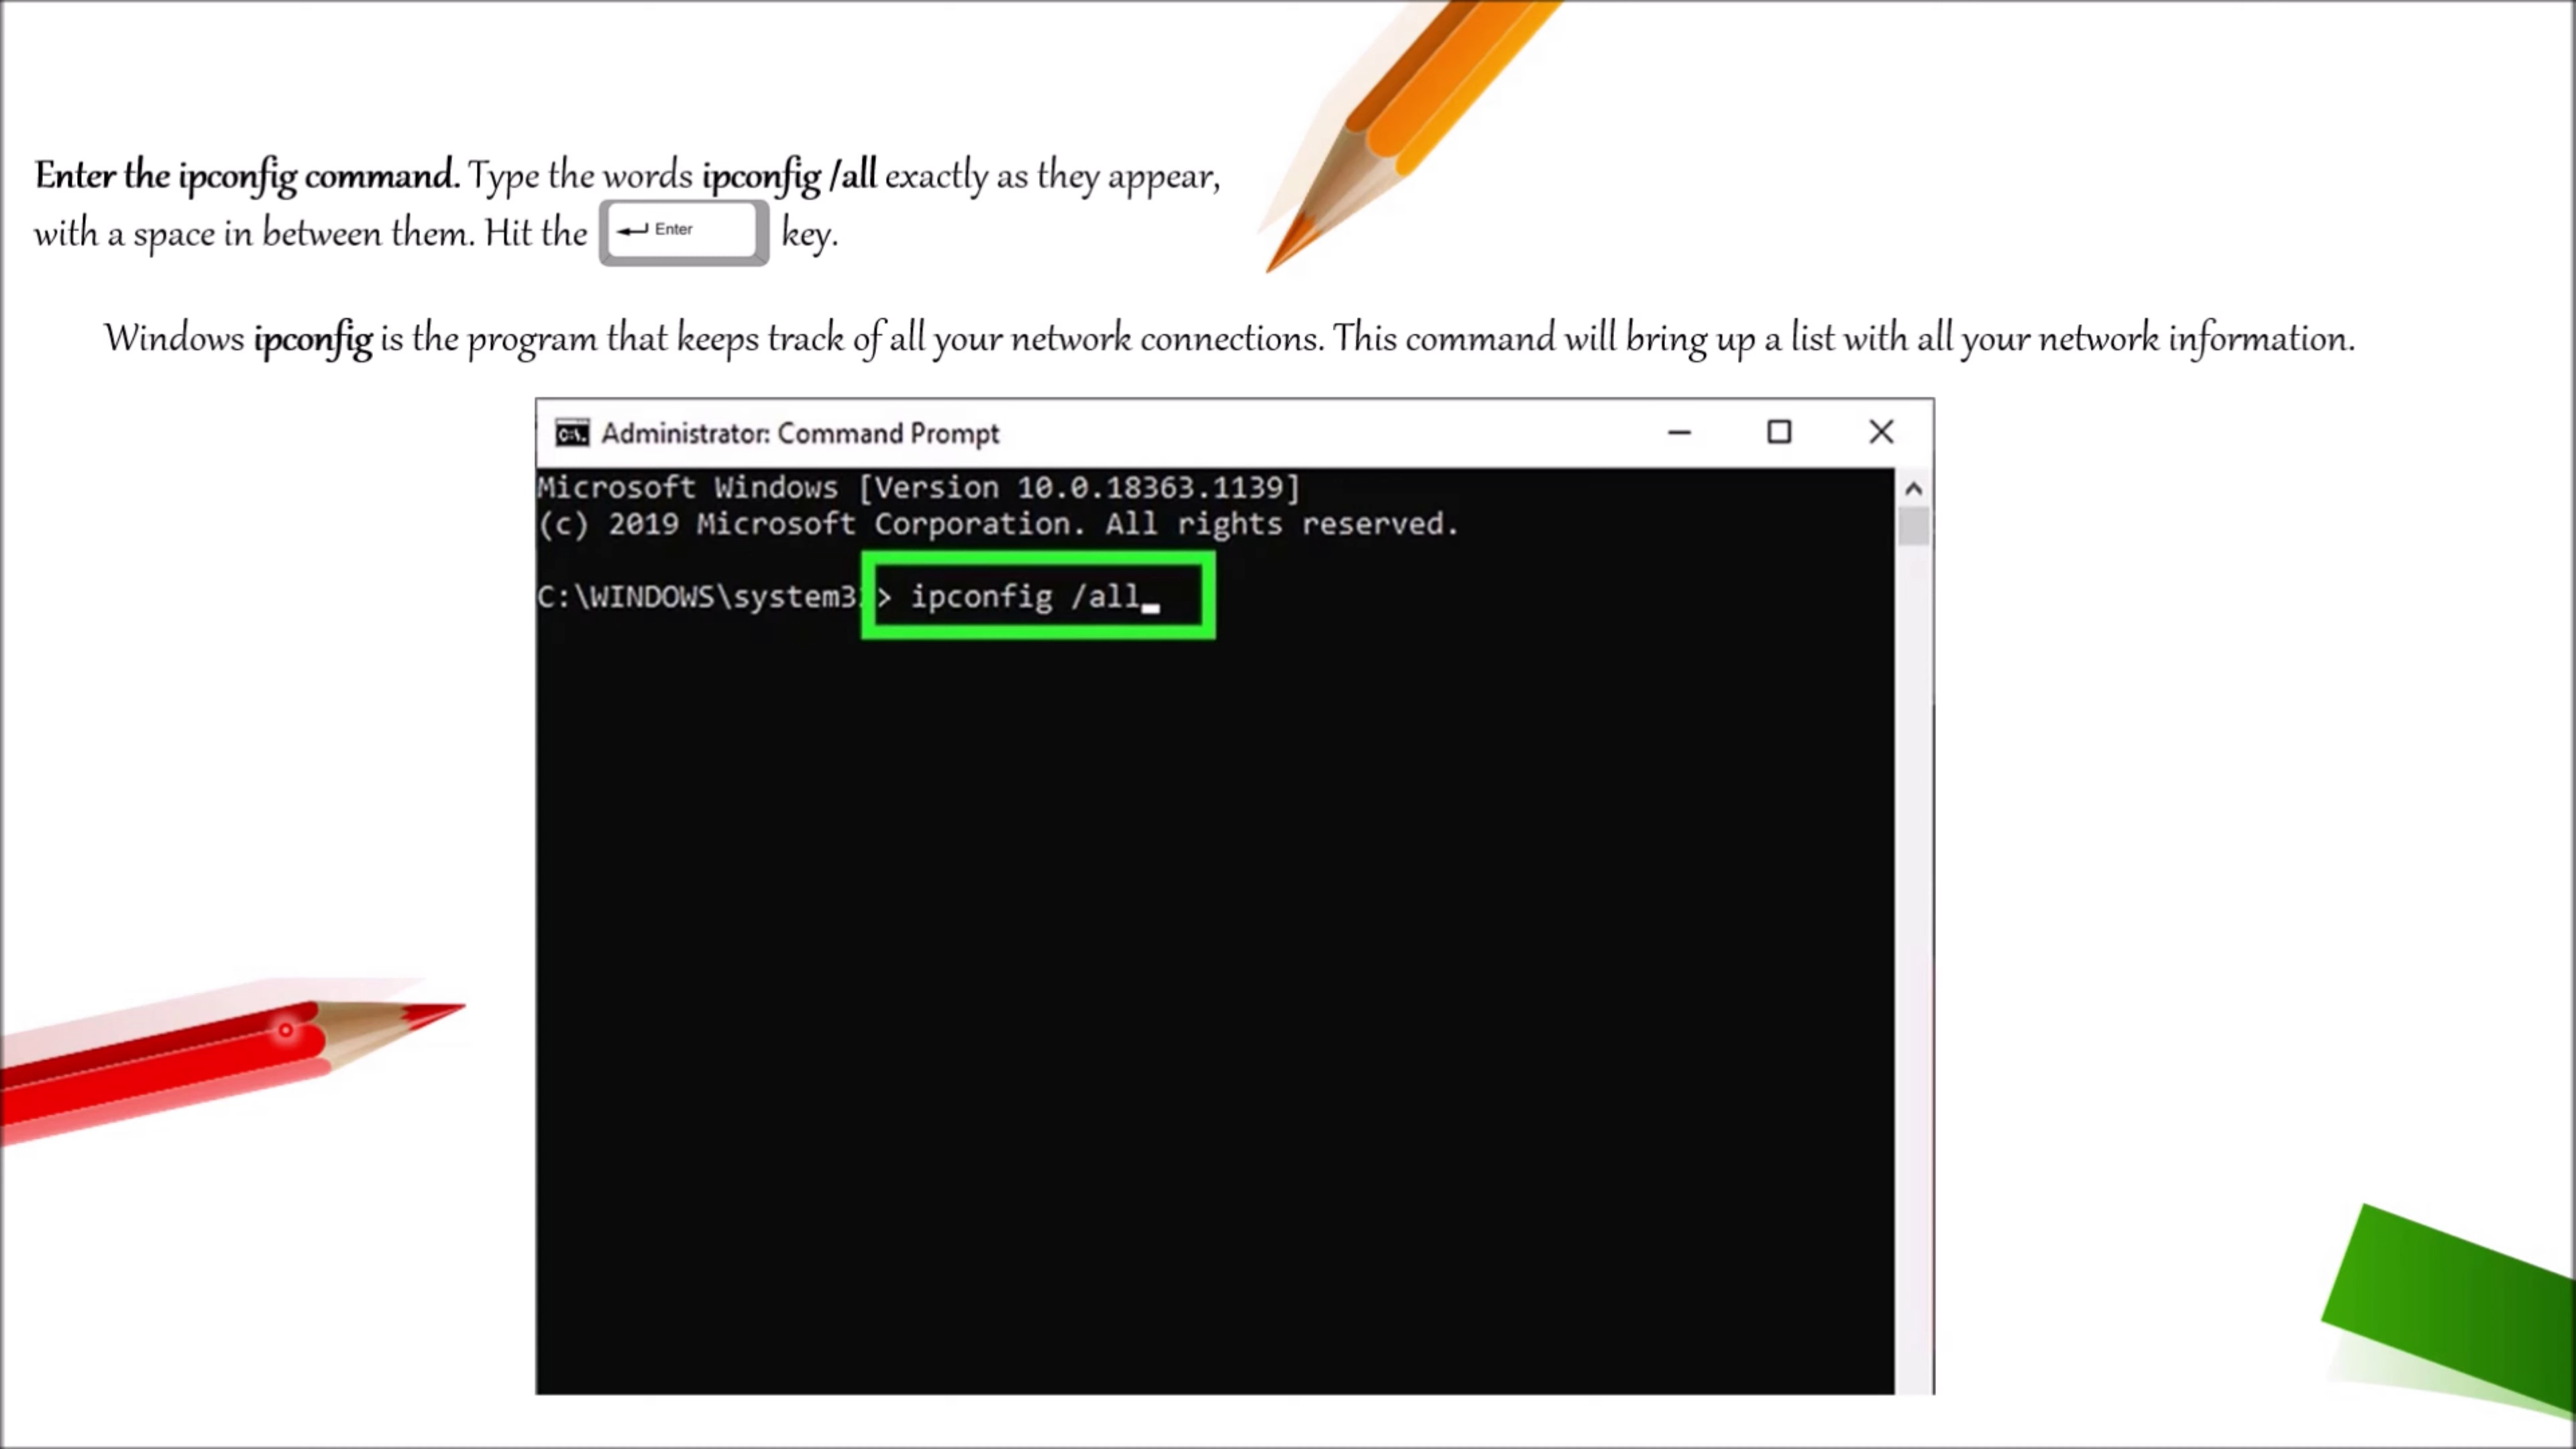 Enter the ipconfig command. Type the words ipconfig /all exactly as they appear,
with a space in between them. Hit the Enter key.
Windows ipconfig is the program that keeps track of all your network connections. This command will bring up a list with all your network information.
C:\. Administrator: Command Prompt
Microsoft Windows [Version 10.0.18363.1139]
(c) 2019 Microsoft Corporation. All rights reserved.
C:\WINDOWS\system32> ipconfig /all